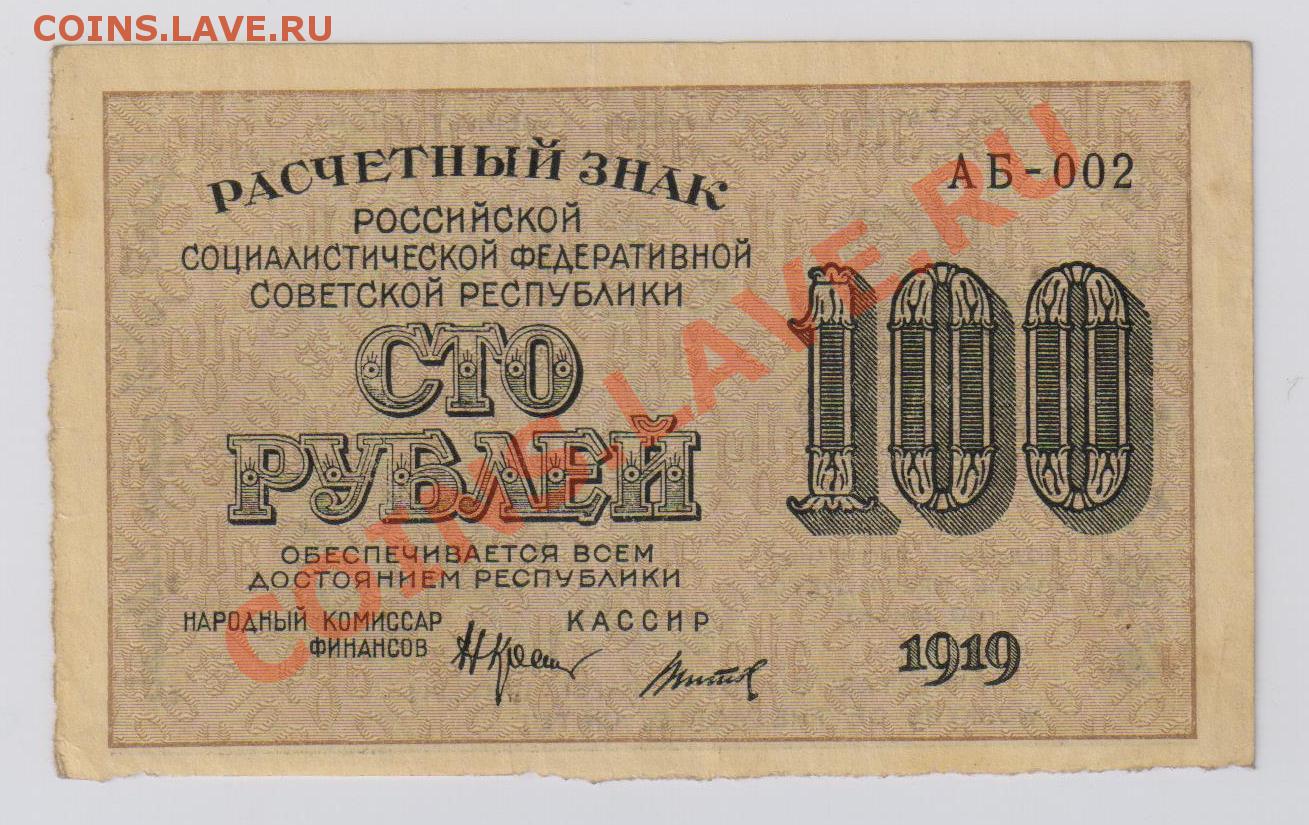 COINS.LAVE.RU
РАСЧЕТНЫЙ ЗНАК
РОССИЙСКОЙ
СОЦИАЛИСТИЧЕСКОЙ ФЕДЕРАТИВНОЙ
СОВЕТСКОЙ РЕСПУБЛИКИ
АБ-002
СТО
РУБЛЕЙ
100
ОБЕСПЕЧИВАЕТСЯ ВСЕМ
ДОСТОЯНИЕМ РЕСПУБЛИКИ
НАРОДНЫЙ КОМИССАР
ФИНАНСОВ
КАССИР
1919
COINS.LAVE.RU